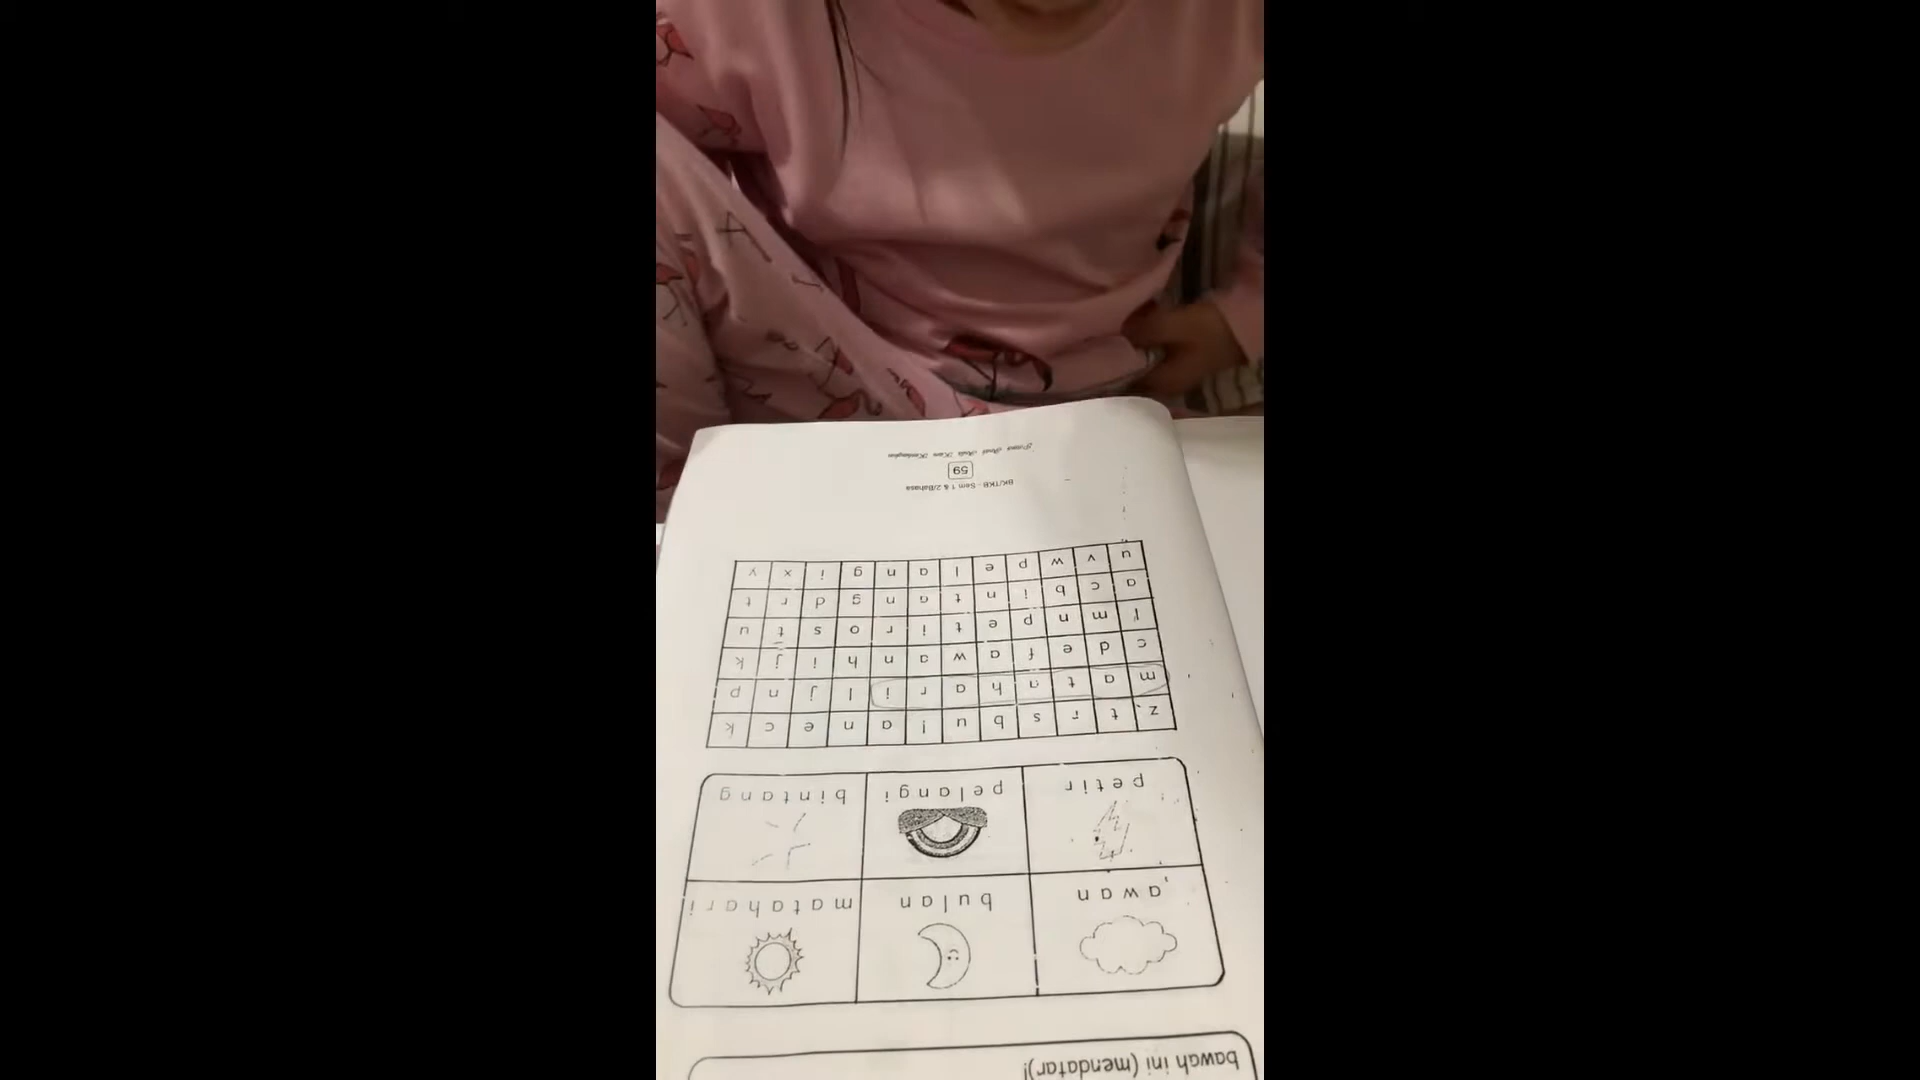 bawah ini (mendatar)!
awan bulan matahari
petir pelangi bintang
z t r s b u l a n e c k
m a t a h a r i l j n p
c d e f a w a n h i j k
l m n p e t i r o s t u
a c b i n t a n g d r t
u v w p e l a n g i x y
BK/TKB - Sem 1 & 2/Bahasa
59